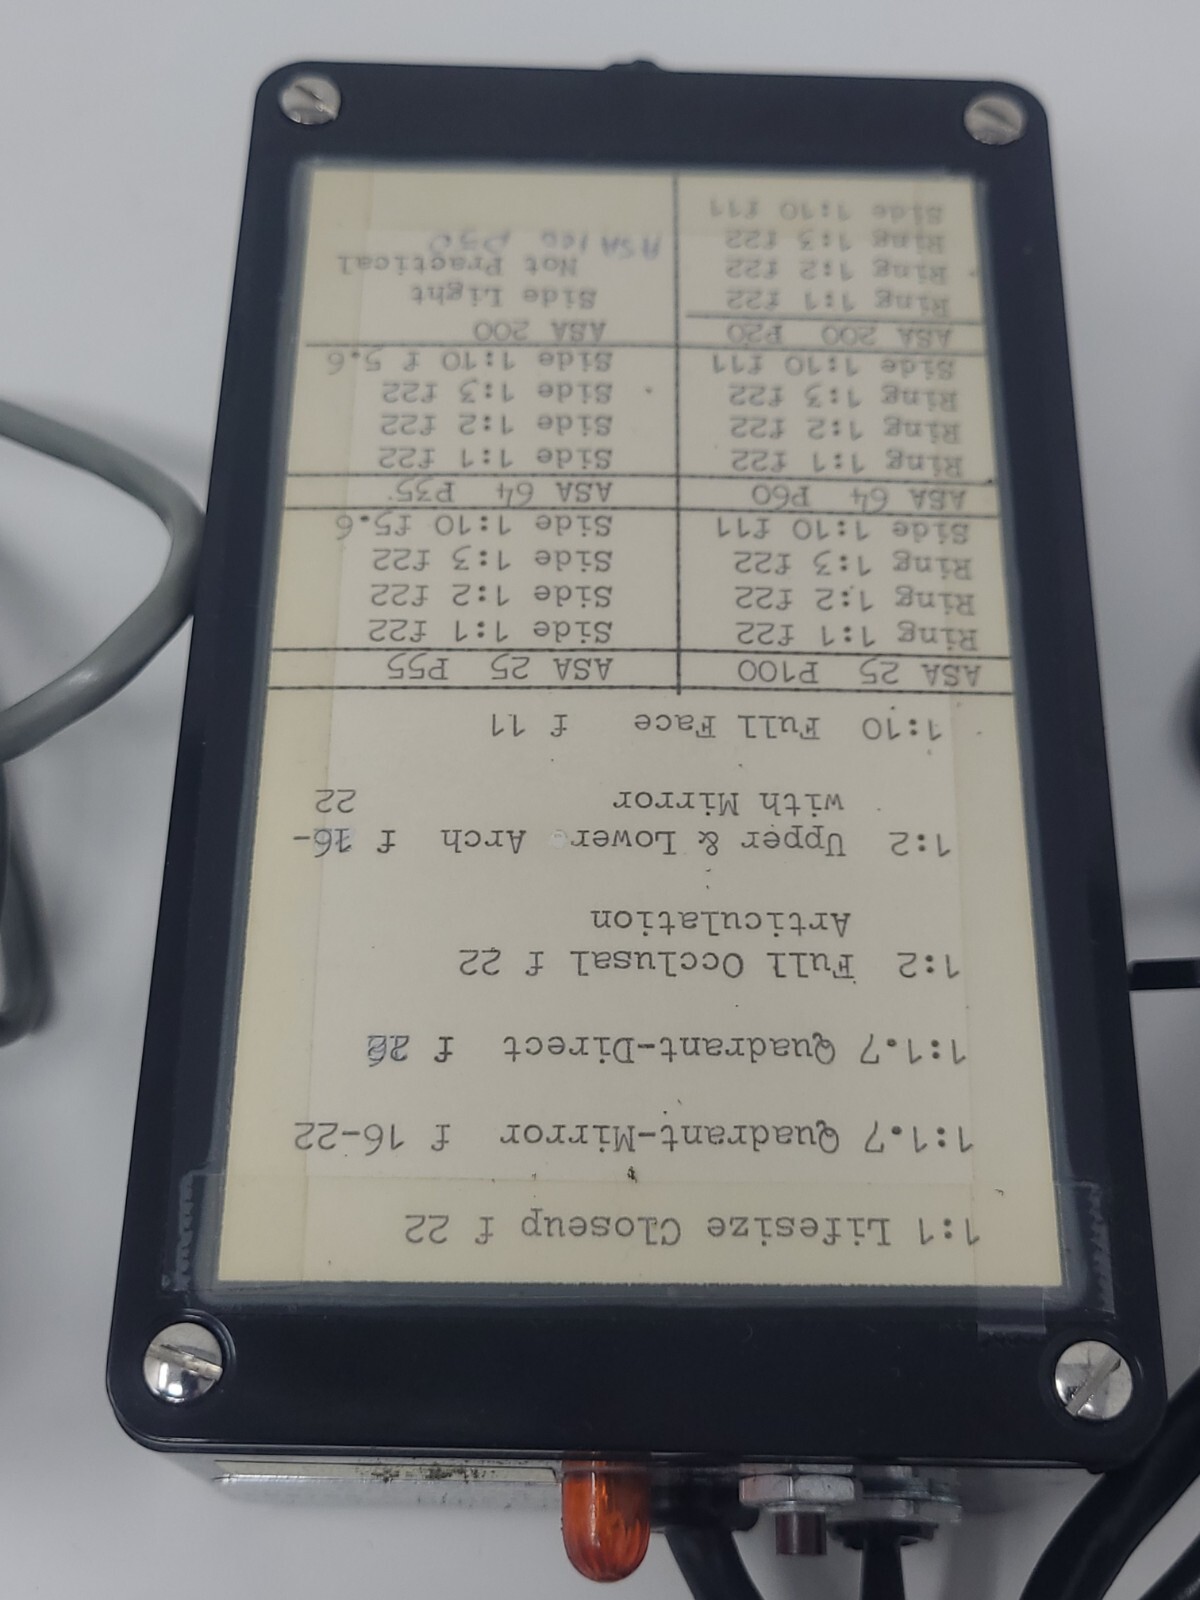 1:1 Lifesize Closeup f 22
1:1.7 Quadrant-Mirror f 16-22
1:1.7 Quadrant-Direct f
1:2 Full Occlusal f 22
Articulation
1:2 Upper & Lower Arch f 16-
with Mirror 22
1:10 Full Face f 11
ASA 25 P100
Ring 1:1 f22
Ring 1:2 f22
Ring 1:3 f22
Side 1:10 f11
ASA 64 P60
Ring 1:1 f22
Ring 1:2 f22
Ring 1:3 f22
Side 1:10 f11
ASA 200 P20
Ring 1:1 f22
Ring 1:2 f22
Ring 1:3 f22
Side 1:10 f11
ASA 25 P55
Side 1:1 f22
Side 1:2 f22
Side 1:3 f22
Side 1:10 f5.6
ASA 64 P35
Side 1:1 f22
Side 1:2 f22
Side 1:3 f22
Side 1:10 f 5.6
ASA 200
Side Light
Not Practical
ASA P50